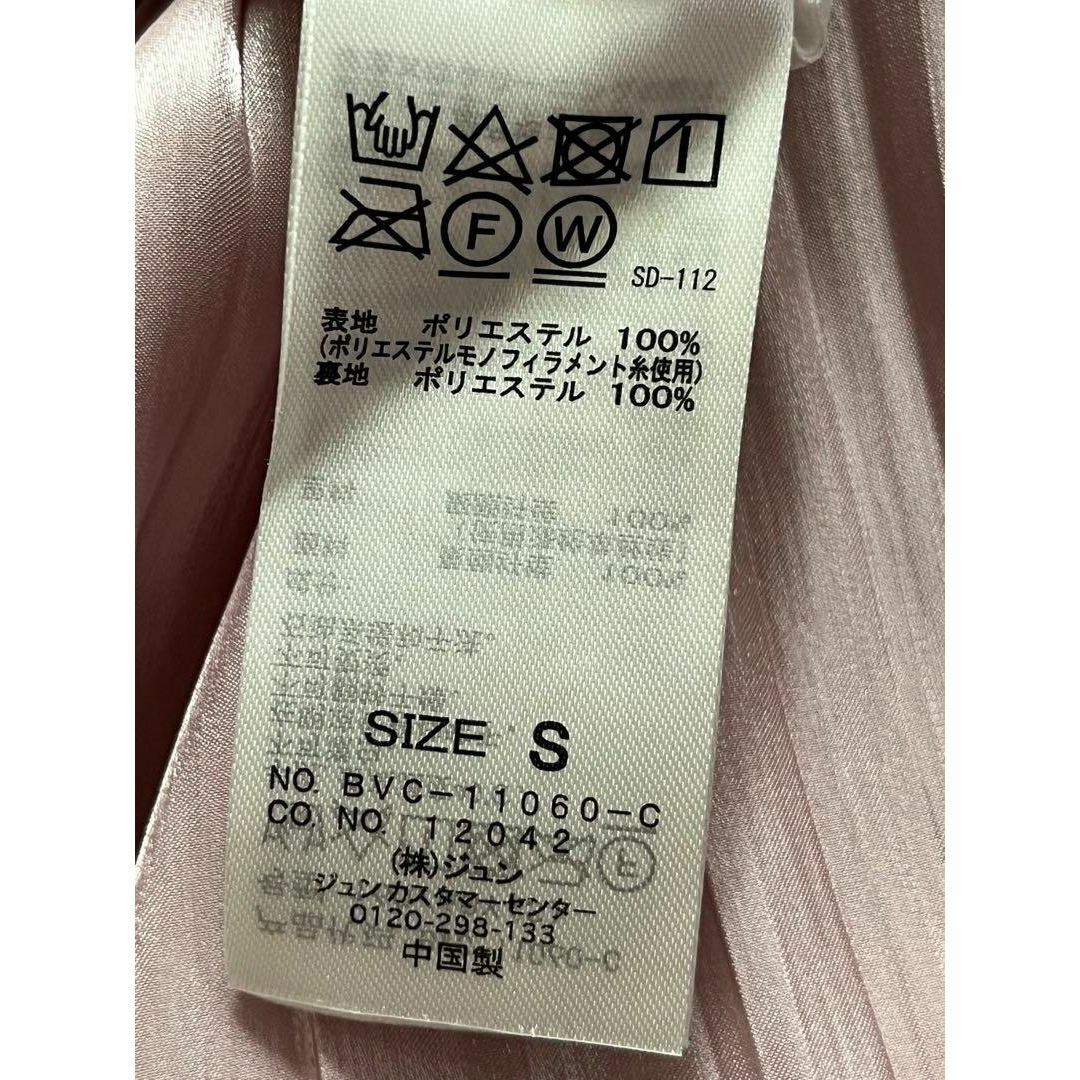 F W SD-112
表地 ポリエステル 100%
(ポリエステルモノフィラメント糸使用)
裏地 ポリエステル 100%
SIZE S
NO. BVC-11060-C
CO. NO. 12042
(株)ジュン
ジュンカスタマーセンター
0120-298-133
中国製